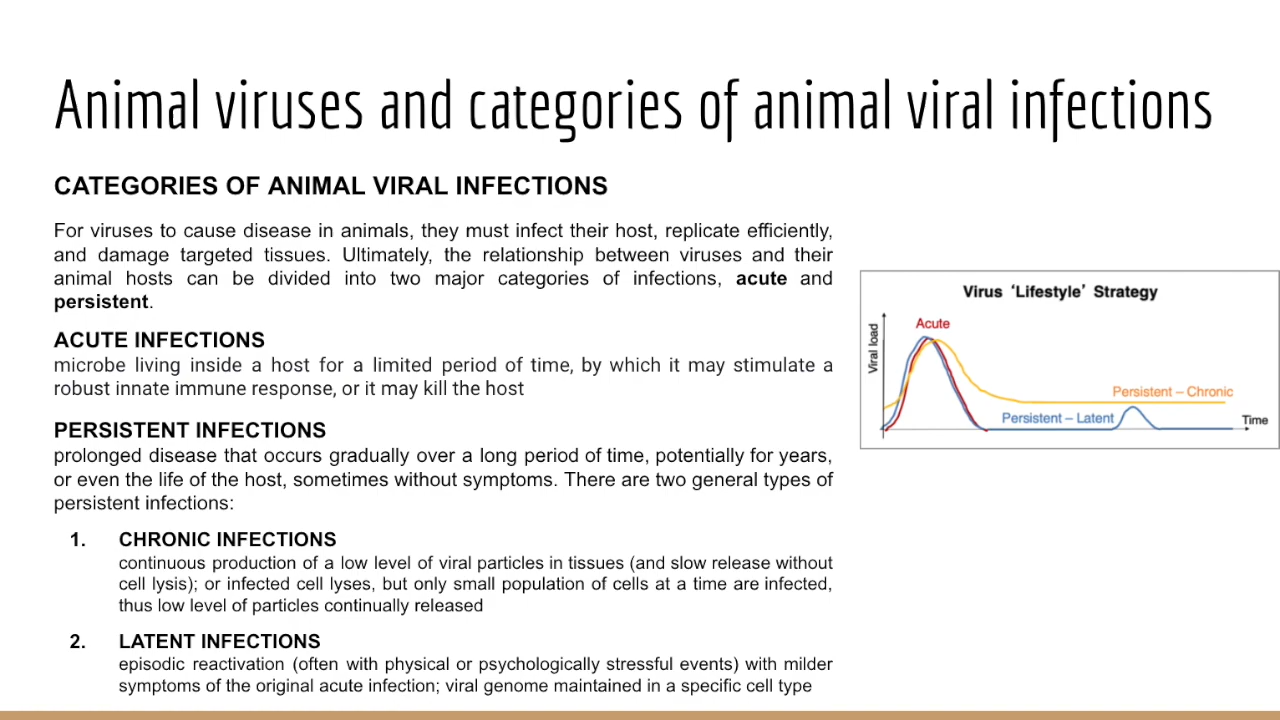 Animal viruses and categories of animal viral infections
CATEGORIES OF ANIMAL VIRAL INFECTIONS
For viruses to cause disease in animals, they must infect their host, replicate efficiently,
and damage targeted tissues. Ultimately, the relationship between viruses and their
animal hosts can be divided into two major categories of infections, acute and
persistent.
ACUTE INFECTIONS
microbe living inside a host for a limited period of time, by which it may stimulate a
robust innate immune response, or it may kill the host
PERSISTENT INFECTIONS
prolonged disease that occurs gradually over a long period of time, potentially for years,
or even the life of the host, sometimes without symptoms. There are two general types of
persistent infections:
1. CHRONIC INFECTIONS
continuous production of a low level of viral particles in tissues (and slow release without
cell lysis); or infected cell lyses, but only small population of cells at a time are infected,
thus low level of particles continually released
2. LATENT INFECTIONS
episodic reactivation (often with physical or psychologically stressful events) with milder
symptoms of the original acute infection; viral genome maintained in a specific cell type
Virus ‘Lifestyle’ Strategy
Viral load
Acute
Persistent – Chronic
Persistent – Latent
Time